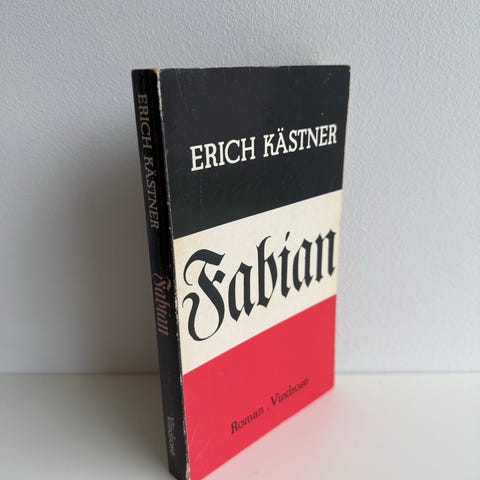 ERICH KÄSTNER
Fabian
Vindrose
ERICH KÄSTNER
Fabian
Roman . Vindrose